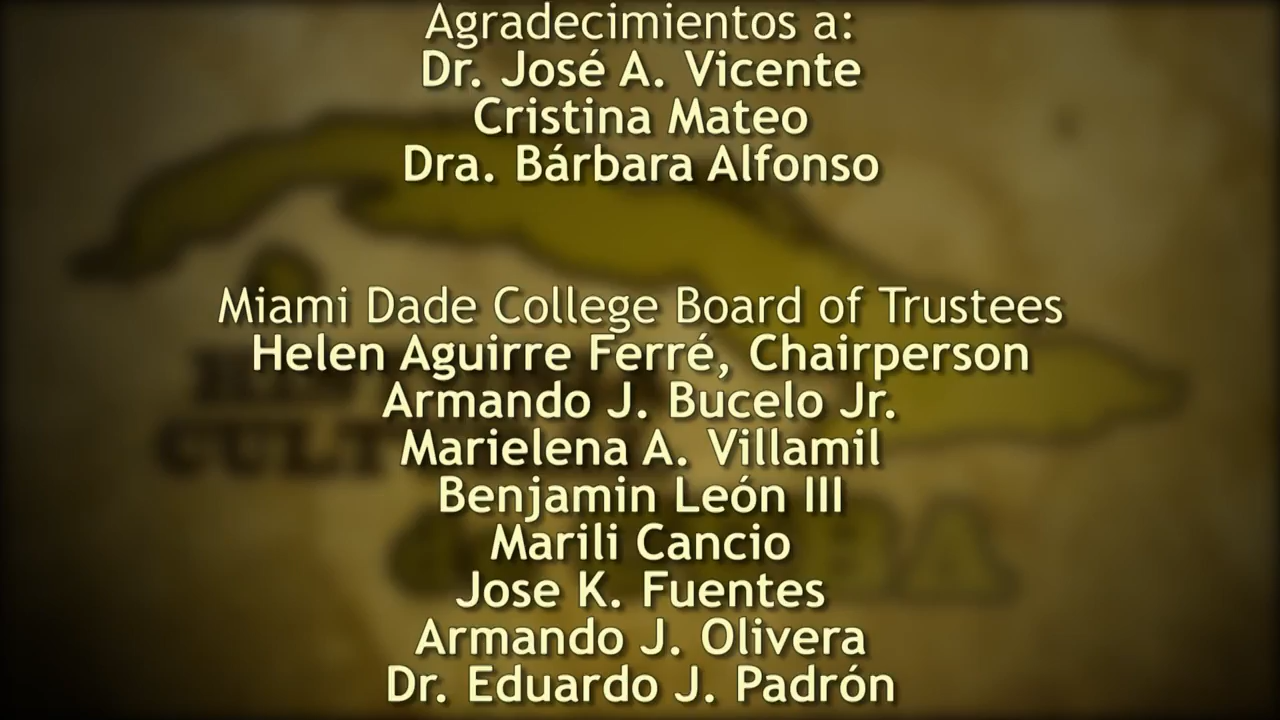 Agradecimientos a:
Dr. José A. Vicente
Cristina Mateo
Dra. Bárbara Alfonso
Miami Dade College Board of Trustees
Helen Aguirre Ferré, Chairperson
Armando J. Bucelo Jr.
Marielena A. Villamil
Benjamin León III
Marili Cancio
Jose K. Fuentes
Armando J. Olivera
Dr. Eduardo J. Padrón